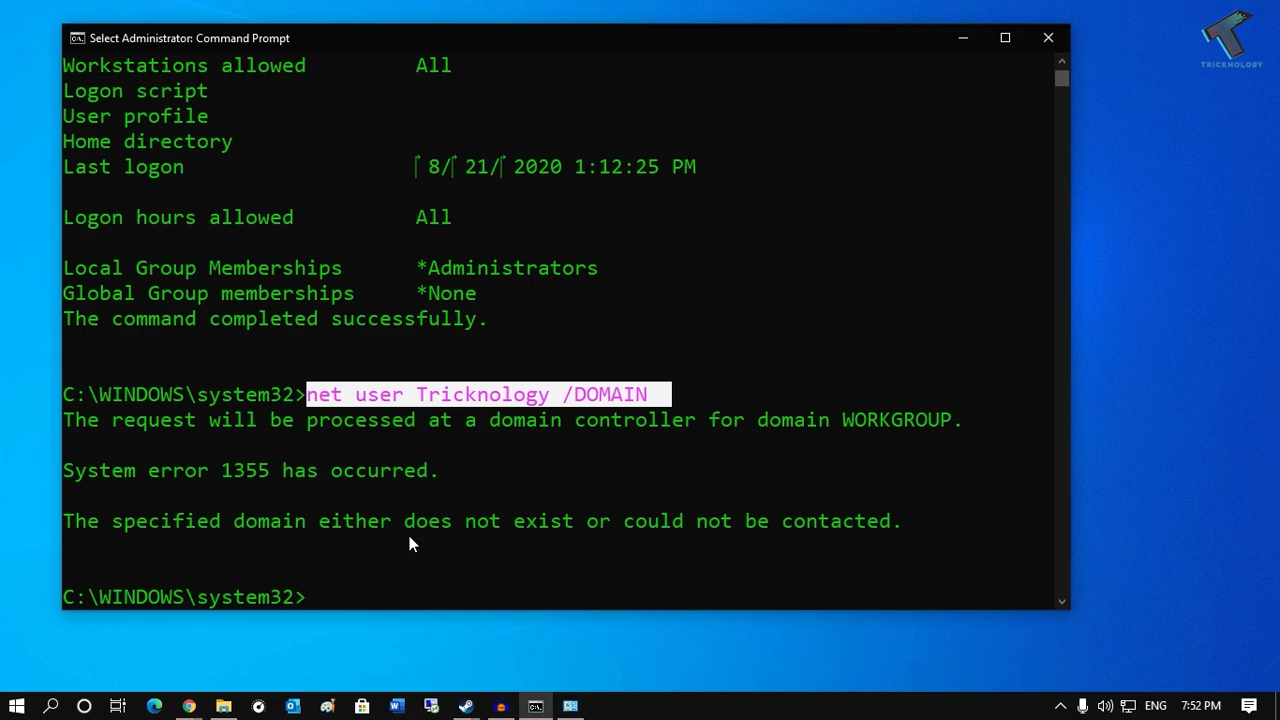 Select Administrator: Command Prompt
TRICKNOLOGY
Workstations allowed All
Logon script
User profile
Home directory
Last logon 8/ 21/ 2020 1:12:25 PM
Logon hours allowed All
Local Group Memberships *Administrators
Global Group memberships *None
The command completed successfully.
C:\WINDOWS\system32>net user Tricknology /DOMAIN
The request will be processed at a domain controller for domain WORKGROUP.
System error 1355 has occurred.
The specified domain either does not exist or could not be contacted.
C:\WINDOWS\system32>
ENG 7:52 PM